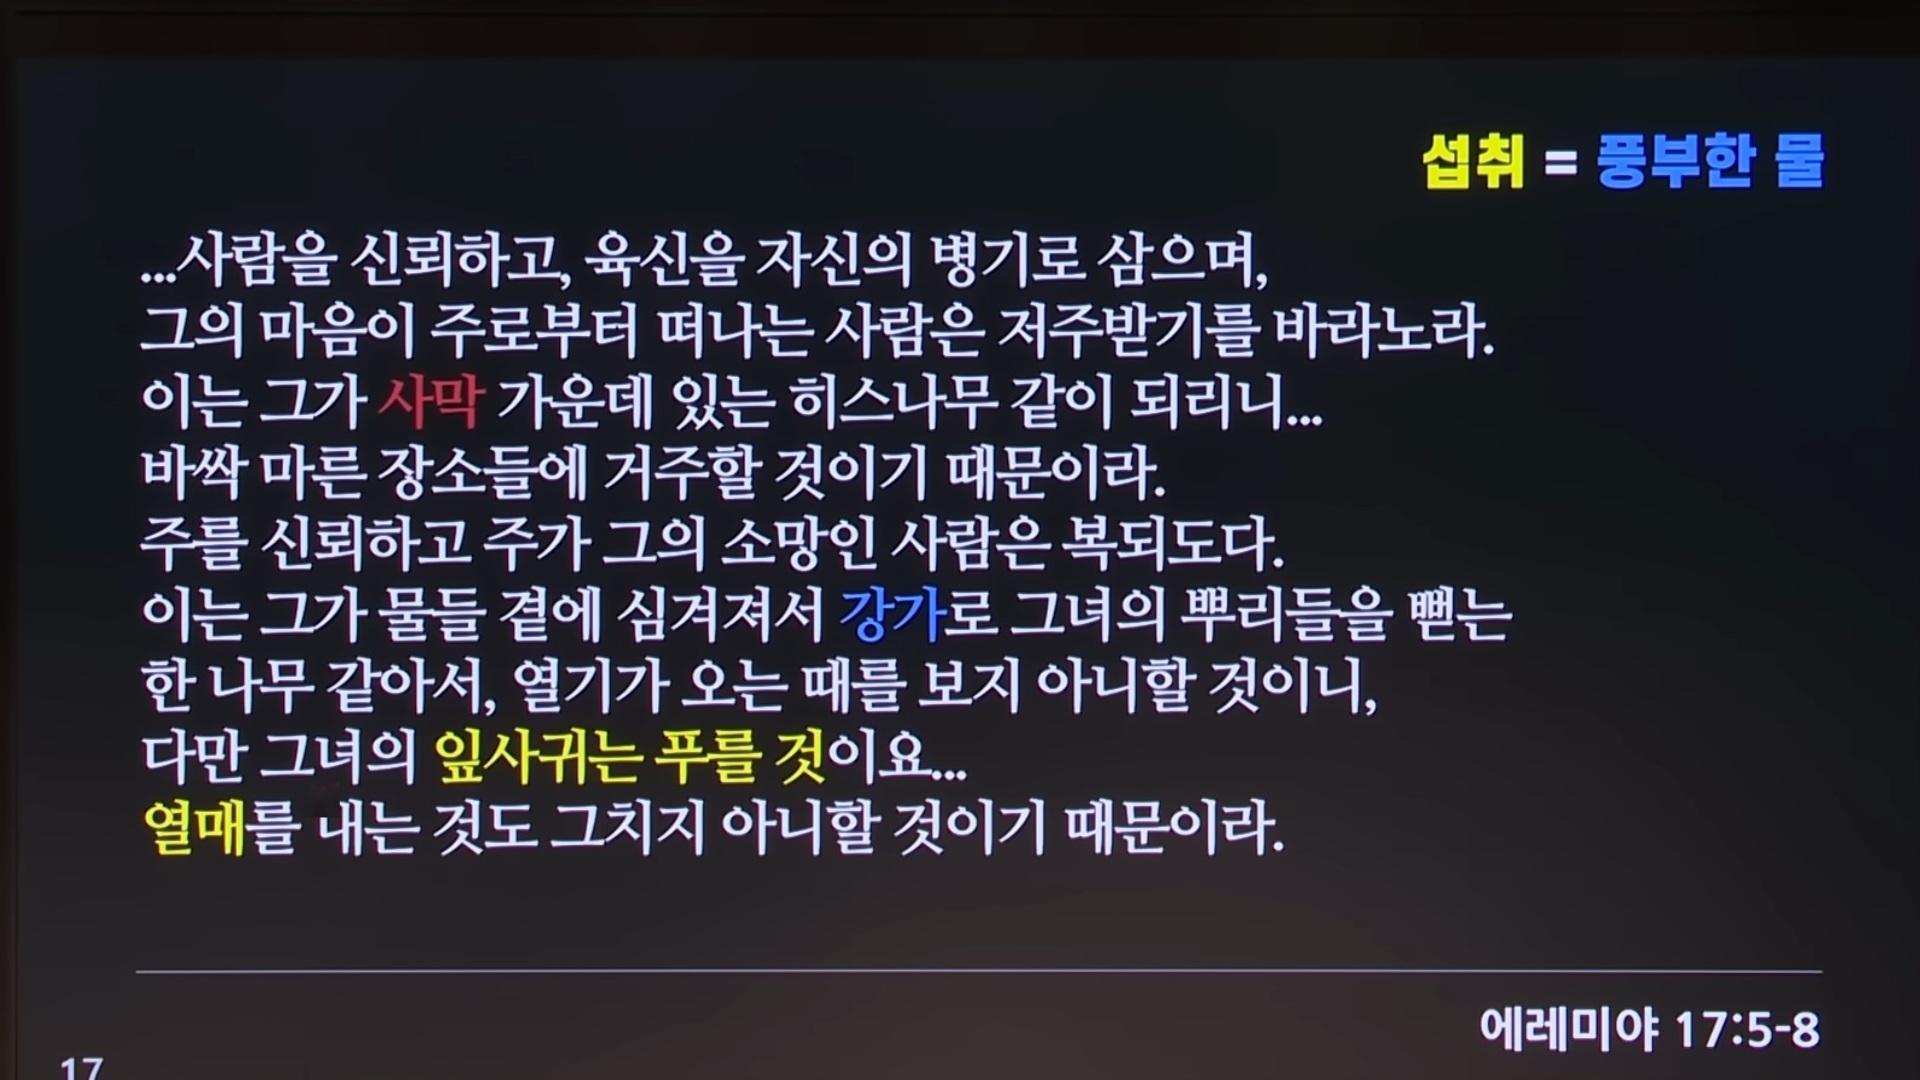 섭취 = 풍부한 물
...사람을 신뢰하고, 육신을 자신의 병기로 삼으며,
그의 마음이 주로부터 떠나는 사람은 저주받기를 바라노라.
이는 그가 사막 가운데 있는 히스나무 같이 되리니...
바싹 마른 장소들에 거주할 것이기 때문이라.
주를 신뢰하고 주가 그의 소망인 사람은 복되도다.
이는 그가 물들 곁에 심겨져서 강가로 그녀의 뿌리들을 뻗는
한 나무 같아서, 열기가 오는 때를 보지 아니할 것이니,
다만 그녀의 잎사귀는 푸를 것이요...
열매를 내는 것도 그치지 아니할 것이기 때문이라.
에레미야 17:5-8
17